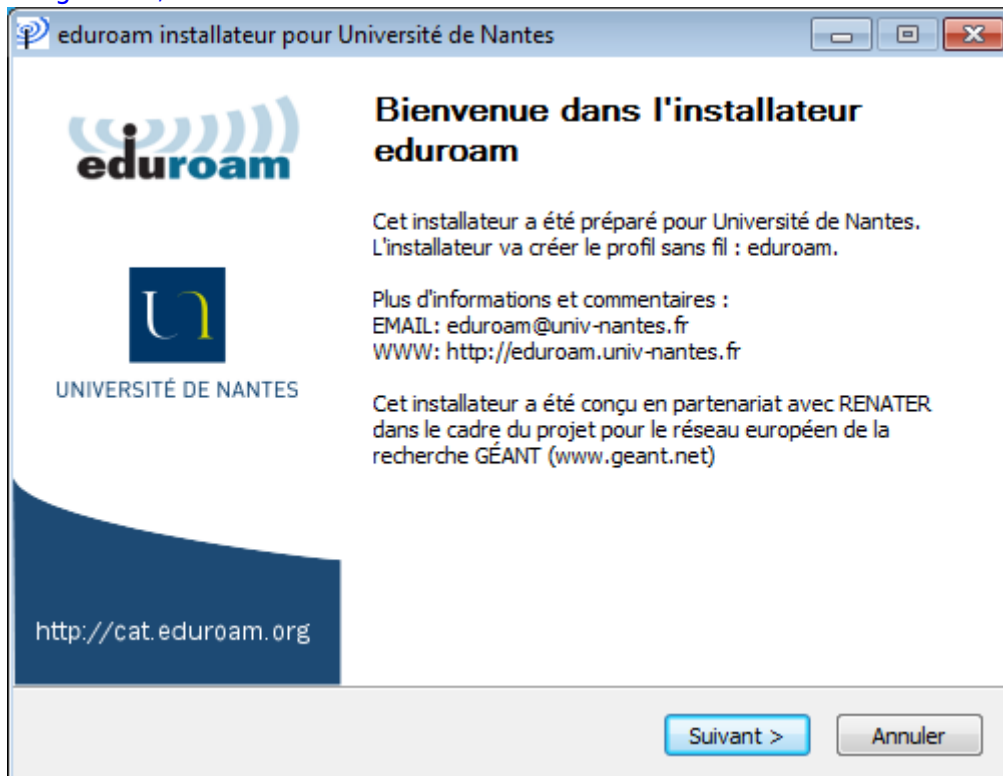 eduroam installateur pour Université de Nantes
eduroam
UNIVERSITÉ DE NANTES
http://cat.eduroam.org
Bienvenue dans l'installateur
eduroam
Cet installateur a été préparé pour Université de Nantes.
L'installateur va créer le profil sans fil : eduroam.
Plus d'informations et commentaires :
EMAIL: eduroam@univ-nantes.fr
WWW: http://eduroam.univ-nantes.fr
Cet installateur a été conçu en partenariat avec RENATER
dans le cadre du projet pour le réseau européen de la
recherche GÉANT (www.geant.net)
Suivant >
Annuler